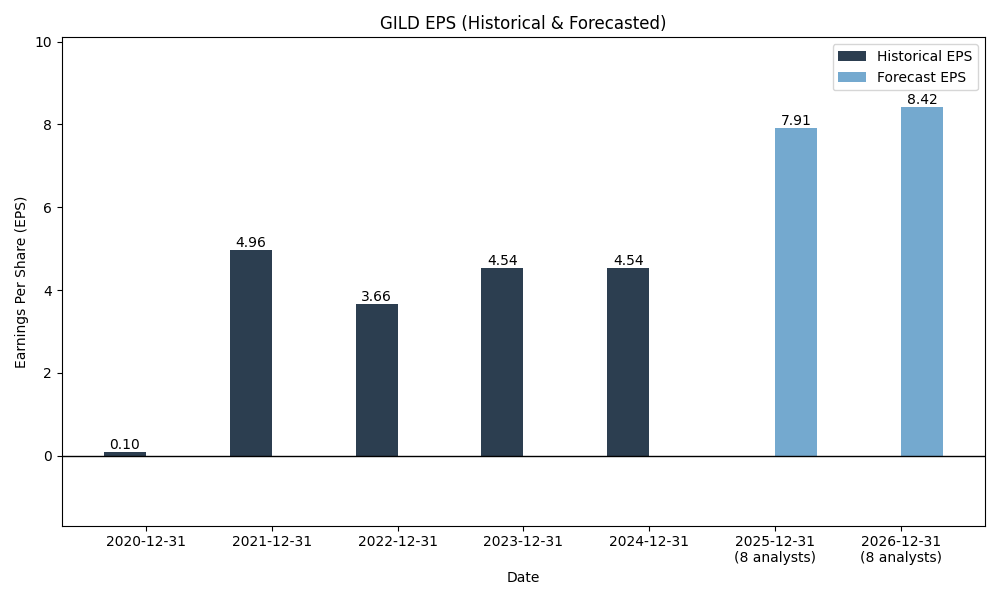 GILD EPS (Historical & Forecasted)
Historical EPS
Forecast EPS
Earnings Per Share (EPS)
10
8
6
4
2
0
0.10
4.96
3.66
4.54
4.54
7.91
8.42
2020-12-31
2021-12-31
2022-12-31
2023-12-31
2024-12-31
2025-12-31
(8 analysts)
2026-12-31
(8 analysts)
Date